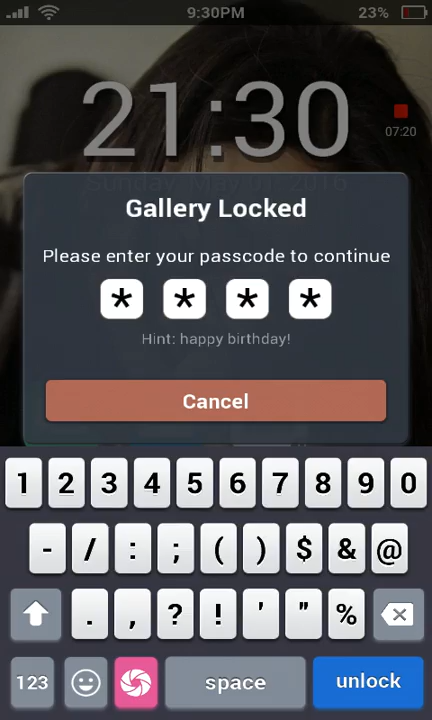 9:30PM 23%
21:30
07:20
Gallery Locked
Please enter your passcode to continue
* * * *
Hint: happy birthday!
Cancel
1 2 3 4 5 6 7 8 9 0
- / : ; ( ) $ & @
. , ? ! ' " %
123 space unlock